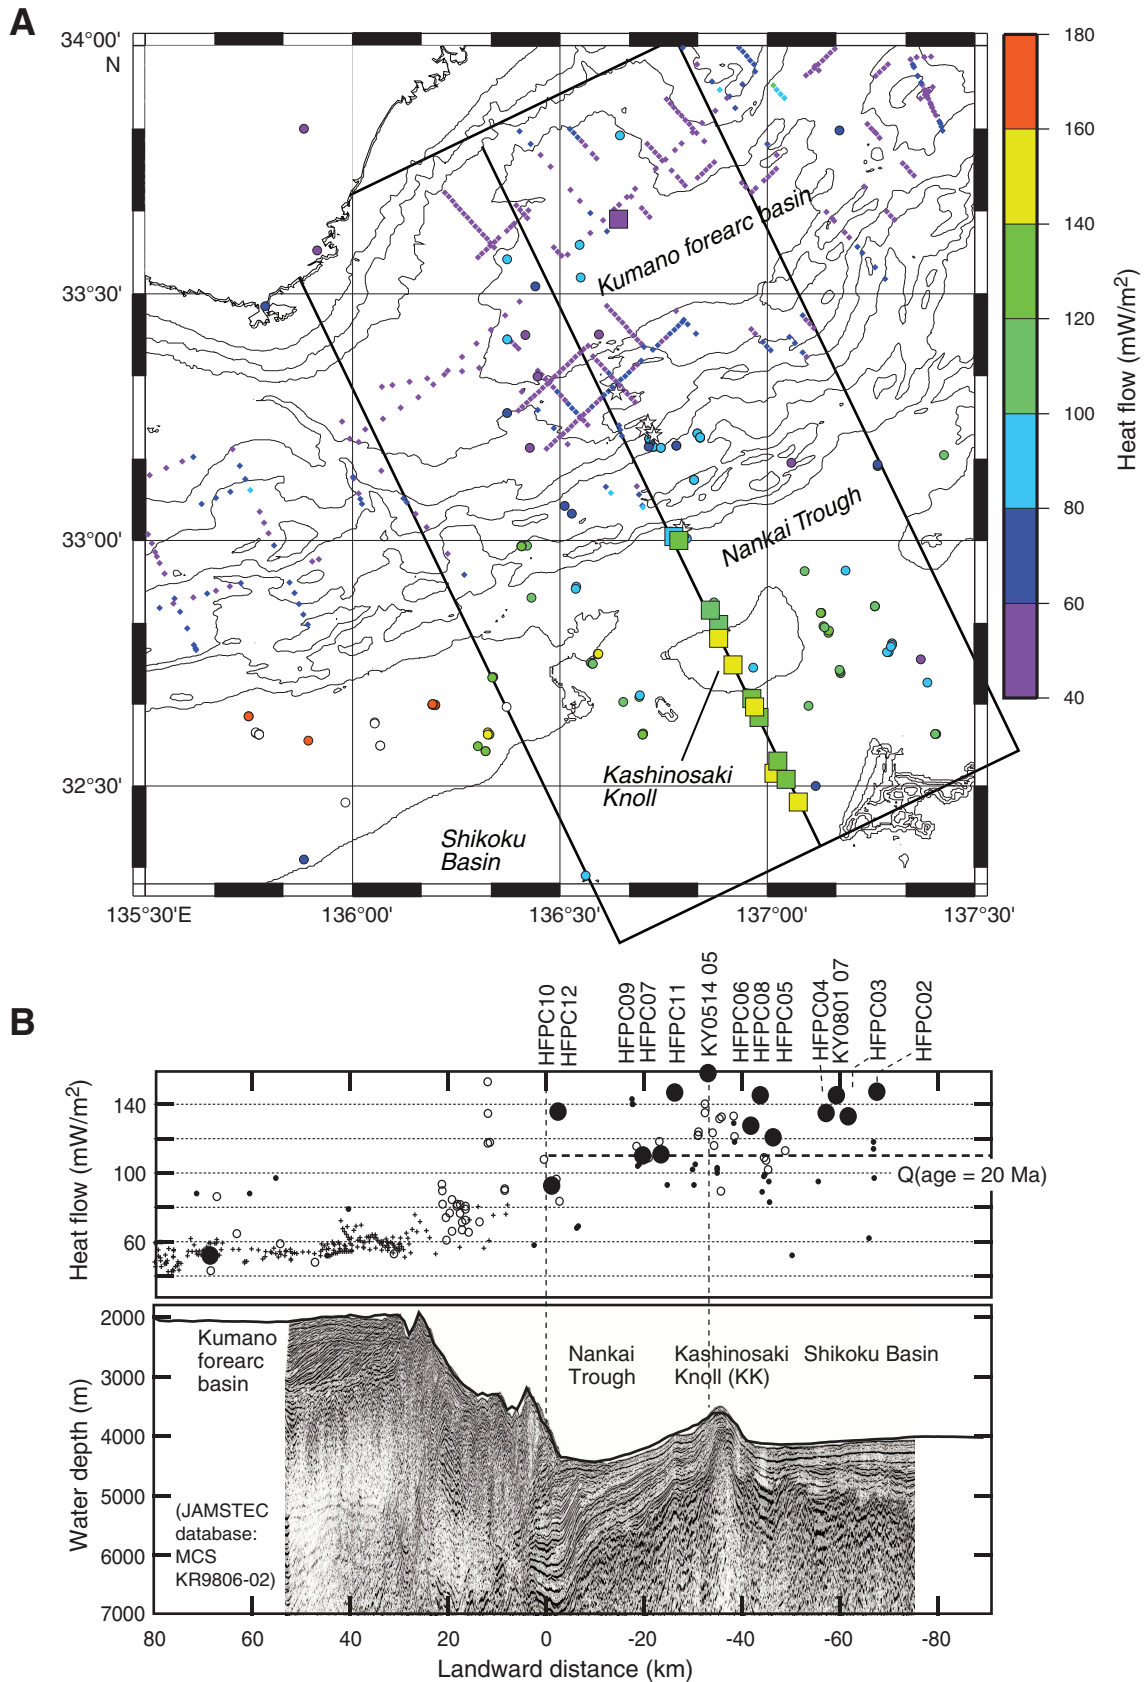 A
34°00'
N
33°30'
33°00'
32°30'
135°30'E
136°00'
136°30'
137°00'
137°30'
Kumano forearc basin
Nankai Trough
Kashinosaki
Knoll
Shikoku
Basin
180
160
140
120
100
80
60
40
Heat flow (mW/m2)
B
HFPC10
HFPC12
HFPC09
HFPC07
HFPC11
KY0514 05
HFPC06
HFPC08
HFPC05
HFPC04
KY0801 07
HFPC03
HFPC02
Heat flow (mW/m2)
140
100
60
Q(age = 20 Ma)
Water depth (m)
2000
3000
4000
5000
6000
7000
Kumano
forearc
basin
Nankai
Trough
Kashinosaki
Knoll (KK)
Shikoku Basin
(JAMSTEC
database:
MCS
KR9806-02)
80
60
40
20
0
-20
-40
-60
-80
Landward distance (km)